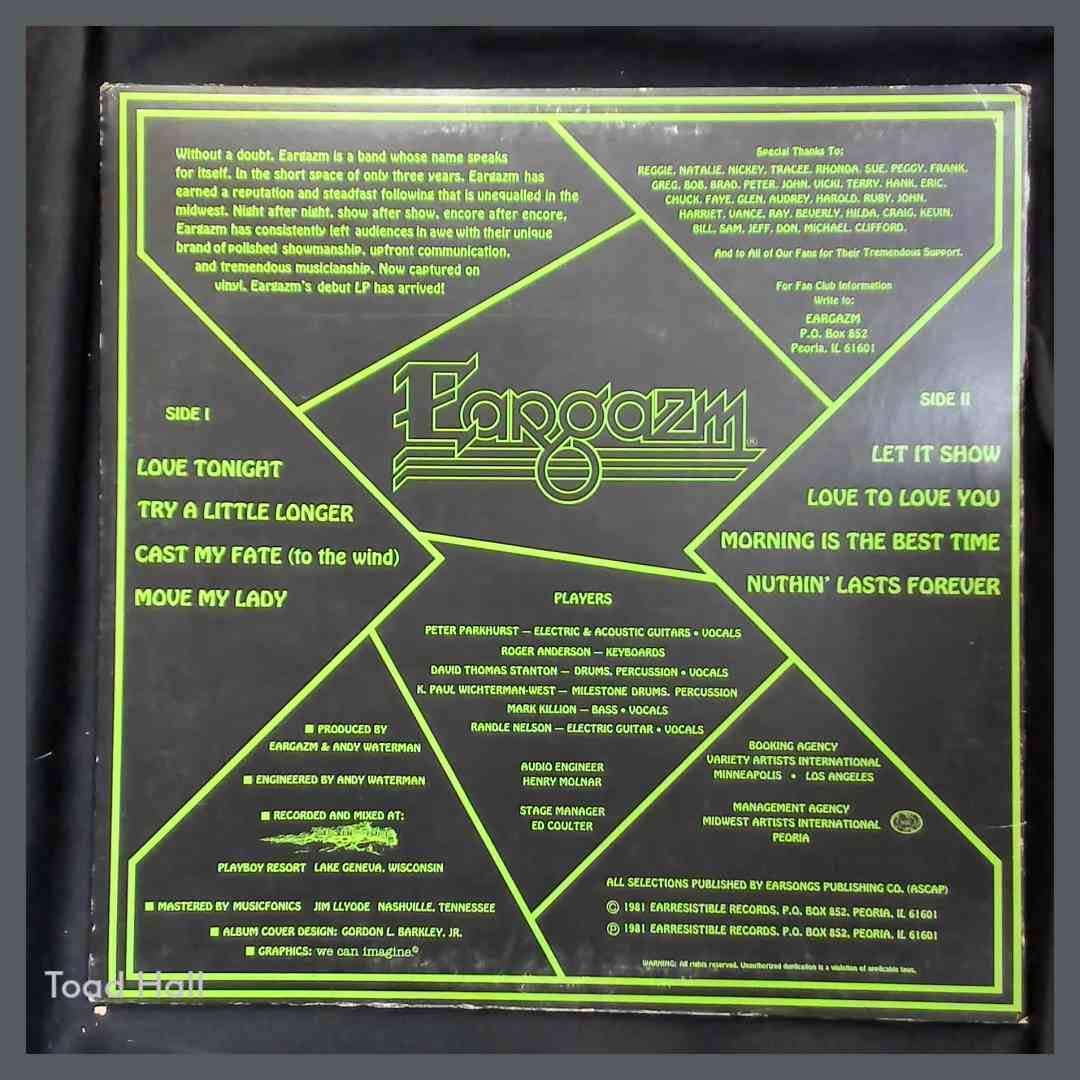 Without a doubt, Eargazm is a band whose name speaks
for itself. In the short space of only three years, Eargazm has
earned a reputation and steadfast following that is unequalled in the
midwest. Night after night, show after show, encore after encore,
Eargazm has consistently left audiences in awe with their unique
brand of polished showmanship, upfront communication,
and tremendous musicianship. Now captured on
vinyl, Eargazm's debut LP has arrived!
Special Thanks To:
REGGIE, NATALIE, NICKEY, TRACEE, RHONDA, SUE, PEGGY, FRANK,
GREG, BOB, BRAD, PETER, JOHN, VICKI, TERRY, HANK, ERIC,
CHUCK, FAYE, GLEN, AUDREY, HAROLD, RUBY, JOHN,
HARRIET, VANCE, RAY, BEVERLY, HILDA, CRAIG, KEVIN,
BILL, SAM, JEFF, DON, MICHAEL, CLIFFORD.
And to All of Our Fans for Their Tremendous Support.
For Fan Club Information
Write to:
EARGAZM
P.O. Box 852
Peoria, IL 61601
Eargazm®
SIDE I
LOVE TONIGHT
TRY A LITTLE LONGER
CAST MY FATE (to the wind)
MOVE MY LADY
SIDE II
LET IT SHOW
LOVE TO LOVE YOU
MORNING IS THE BEST TIME
NUTHIN' LASTS FOREVER
PLAYERS
PETER PARKHURST — ELECTRIC & ACOUSTIC GUITARS • VOCALS
ROGER ANDERSON — KEYBOARDS
DAVID THOMAS STANTON — DRUMS, PERCUSSION • VOCALS
K. PAUL WICHTERMAN-WEST — MILESTONE DRUMS, PERCUSSION
MARK KILLION — BASS • VOCALS
RANDLE NELSON — ELECTRIC GUITAR • VOCALS
AUDIO ENGINEER
HENRY MOLNAR
STAGE MANAGER
ED COULTER
■ PRODUCED BY
EARGAZM & ANDY WATERMAN
■ ENGINEERED BY ANDY WATERMAN
■ RECORDED AND MIXED AT:
PLAYBOY RESORT LAKE GENEVA, WISCONSIN
■ MASTERED BY MUSICFONICS JIM LLYODE NASHVILLE, TENNESSEE
■ ALBUM COVER DESIGN: GORDON L. BARKLEY, JR.
■ GRAPHICS: we can imagine©
BOOKING AGENCY
VARIETY ARTISTS INTERNATIONAL
MINNEAPOLIS • LOS ANGELES
MANAGEMENT AGENCY
MIDWEST ARTISTS INTERNATIONAL
PEORIA
ALL SELECTIONS PUBLISHED BY EARSONGS PUBLISHING CO. (ASCAP)
© 1981 EARRESISTIBLE RECORDS, P.O. BOX 852, PEORIA, IL 61601
℗ 1981 EARRESISTIBLE RECORDS, P.O. BOX 852, PEORIA, IL 61601
WARNING: All rights reserved. Unauthorized duplication is a violation of applicable laws.
Toad Hall